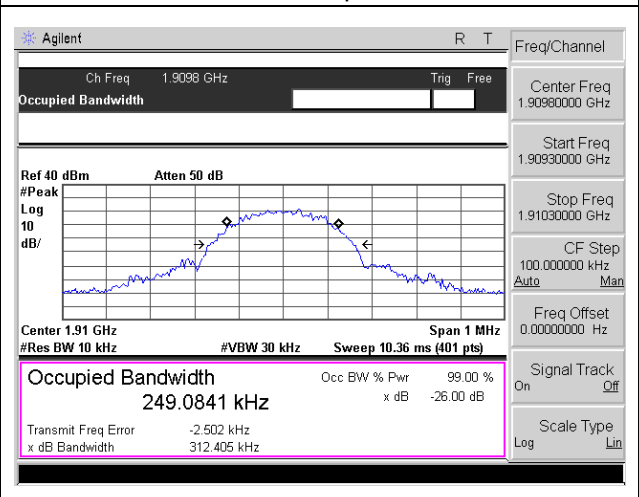 Agilent R T
Ch Freq 1.9098 GHz Trig Free
Occupied Bandwidth
Ref 40 dBm Atten 50 dB
#Peak
Log
10
dB/
Center 1.91 GHz Span 1 MHz
#Res BW 10 kHz #VBW 30 kHz Sweep 10.36 ms (401 pts)
Occupied Bandwidth Occ BW % Pwr 99.00 %
249.0841 kHz x dB -26.00 dB
Transmit Freq Error -2.502 kHz
x dB Bandwidth 312.405 kHz
Freq/Channel
Center Freq
1.90980000 GHz
Start Freq
1.90930000 GHz
Stop Freq
1.91030000 GHz
CF Step
100.000000 kHz
Auto Man
Freq Offset
0.00000000 Hz
Signal Track
On Off
Scale Type
Log Lin